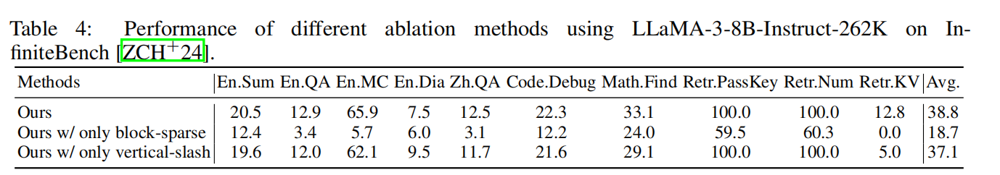 Table 4: Performance of different ablation methods using LLaMA-3-8B-Instruct-262K on In-
finiteBench [ZCH+24].
Methods En.Sum En.QA En.MC En.Dia Zh.QA Code.Debug Math.Find Retr.PassKey Retr.Num Retr.KV Avg.
Ours 20.5 12.9 65.9 7.5 12.5 22.3 33.1 100.0 100.0 12.8 38.8
Ours w/ only block-sparse 12.4 3.4 5.7 6.0 3.1 12.2 24.0 59.5 60.3 0.0 18.7
Ours w/ only vertical-slash 19.6 12.0 62.1 9.5 11.7 21.6 29.1 100.0 100.0 5.0 37.1